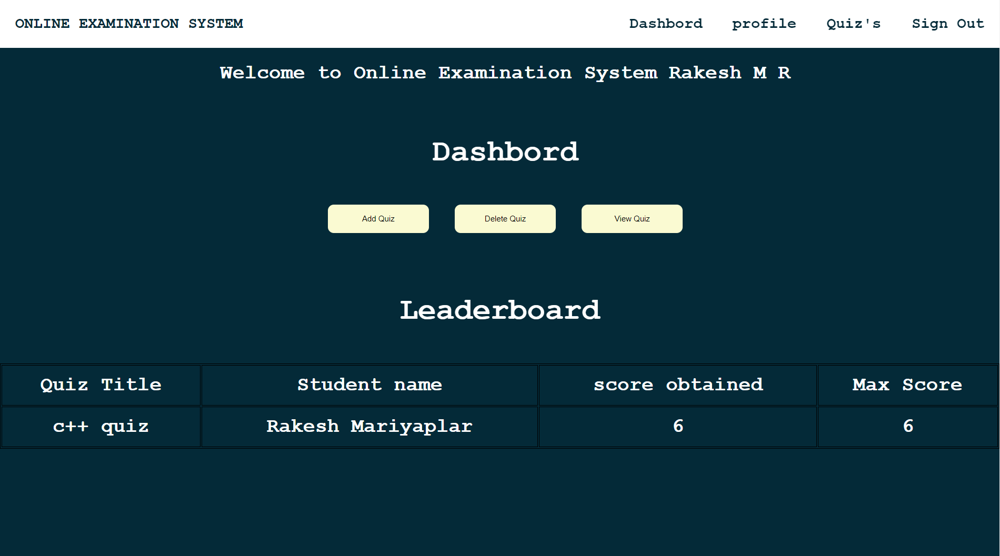 ONLINE EXAMINATION SYSTEM Dashbord profile Quiz's Sign Out
Welcome to Online Examination System Rakesh M R
Dashbord
Add Quiz Delete Quiz View Quiz
Leaderboard
Quiz Title Student name score obtained Max Score
c++ quiz Rakesh Mariyaplar 6 6